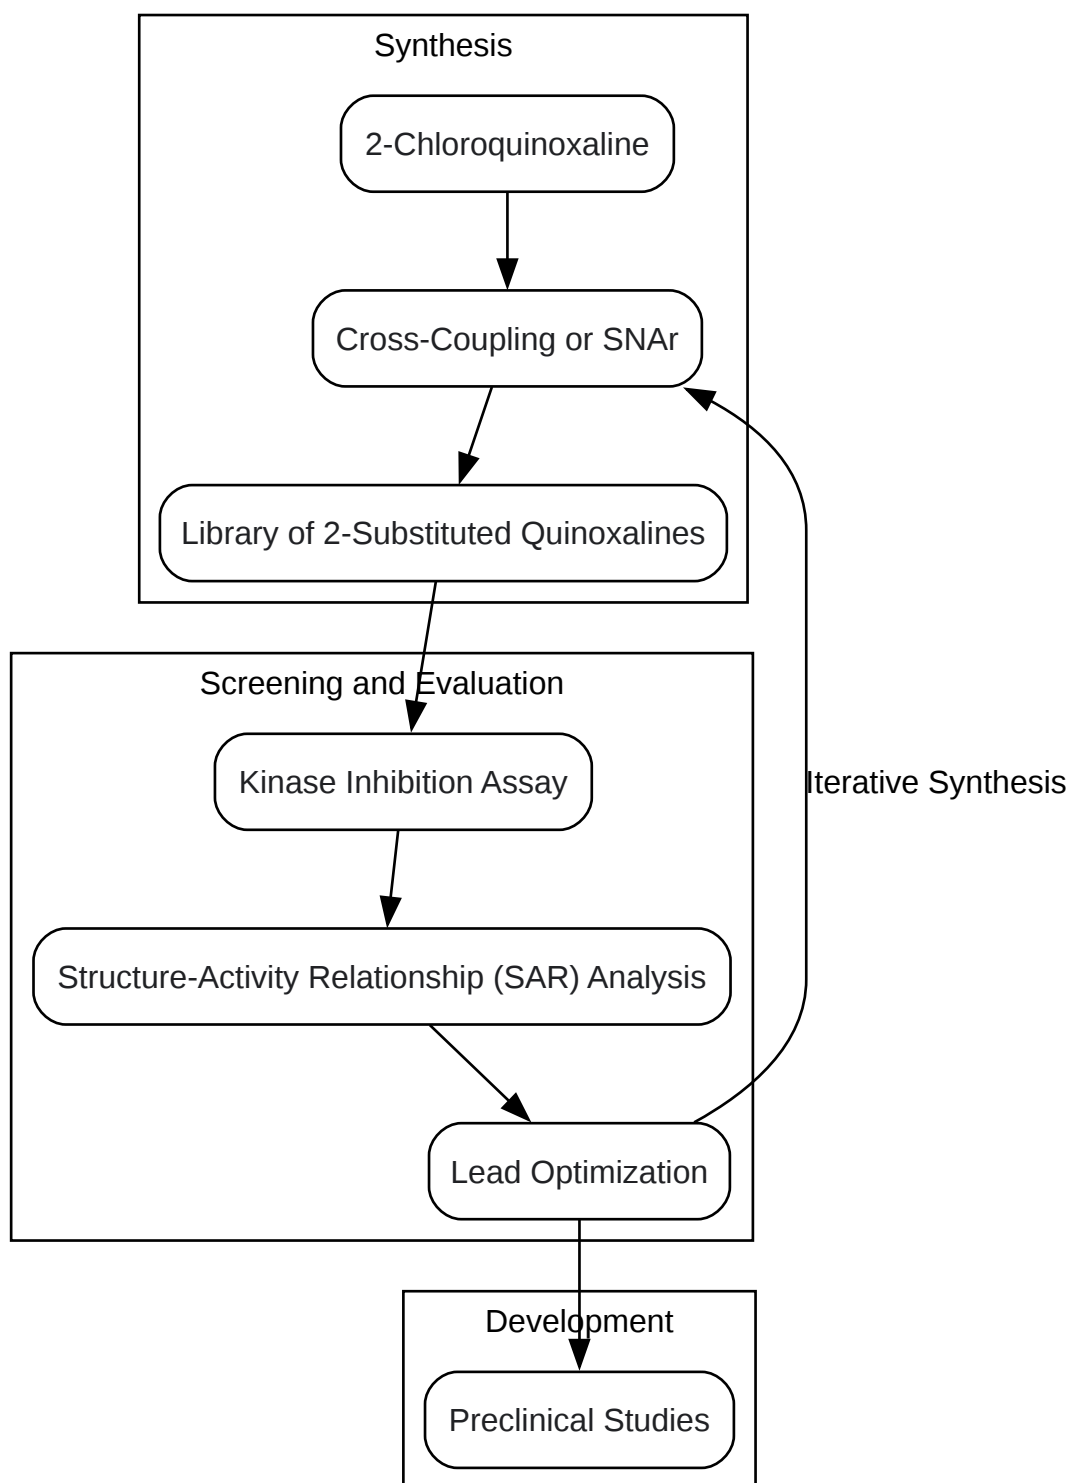 Synthesis
2-Chloroquinoxaline
Cross-Coupling or SNAr
Library of 2-Substituted Quinoxalines
Screening and Evaluation
Kinase Inhibition Assay
Iterative Synthesis
Structure-Activity Relationship (SAR) Analysis
Lead Optimization
Development
Preclinical Studies